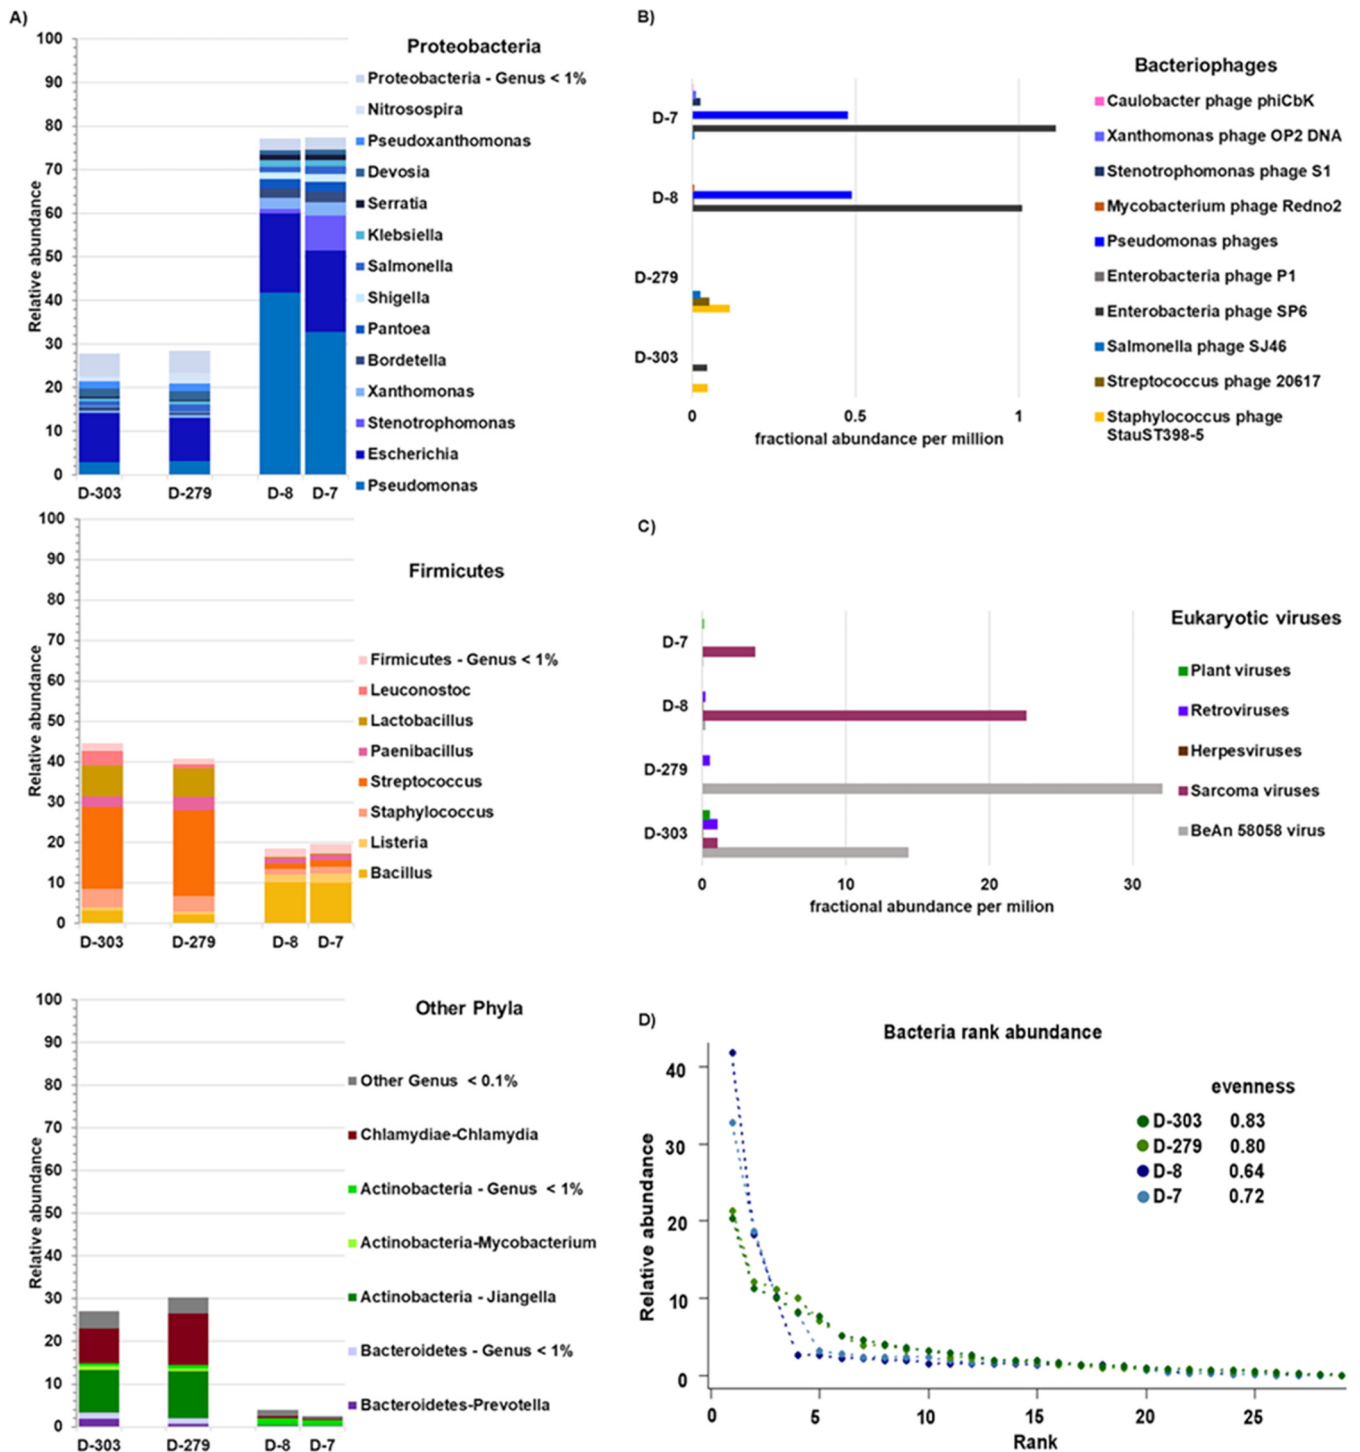 A)
100
90
80
70
60
50
40
30
20
10
0
Relative abundance
D-303
D-279
D-8
D-7
Proteobacteria
Proteobacteria - Genus < 1%
Nitrosospira
Pseudoxanthomonas
Devosia
Serratia
Klebsiella
Salmonella
Shigella
Pantoea
Bordetella
Xanthomonas
Stenotrophomonas
Escherichia
Pseudomonas
100
90
80
70
60
50
40
30
20
10
0
Relative abundance
D-303
D-279
D-8
D-7
Firmicutes
Firmicutes - Genus < 1%
Leuconostoc
Lactobacillus
Paenibacillus
Streptococcus
Staphylococcus
Listeria
Bacillus
100
90
80
70
60
50
40
30
20
10
0
Relative abundance
D-303
D-279
D-8
D-7
Other Phyla
Other Genus < 0.1%
Chlamydiae-Chlamydia
Actinobacteria - Genus < 1%
Actinobacteria-Mycobacterium
Actinobacteria - Jiangella
Bacteroidetes - Genus < 1%
Bacteroidetes-Prevotella
B)
D-7
D-8
D-279
D-303
0
0.5
1
fractional abundance per million
Bacteriophages
Caulobacter phage phiCbK
Xanthomonas phage OP2 DNA
Stenotrophomonas phage S1
Mycobacterium phage Redno2
Pseudomonas phages
Enterobacteria phage P1
Enterobacteria phage SP6
Salmonella phage SJ46
Streptococcus phage 20617
Staphylococcus phage
StauST398-5
C)
D-7
D-8
D-279
D-303
0
10
20
30
fractional abundance per milion
Eukaryotic viruses
Plant viruses
Retroviruses
Herpesviruses
Sarcoma viruses
BeAn 58058 virus
D)
Bacteria rank abundance
evenness
D-303 0.83
D-279 0.80
D-8 0.64
D-7 0.72
40
30
20
10
0
Relative abundance
0
5
10
15
20
25
Rank